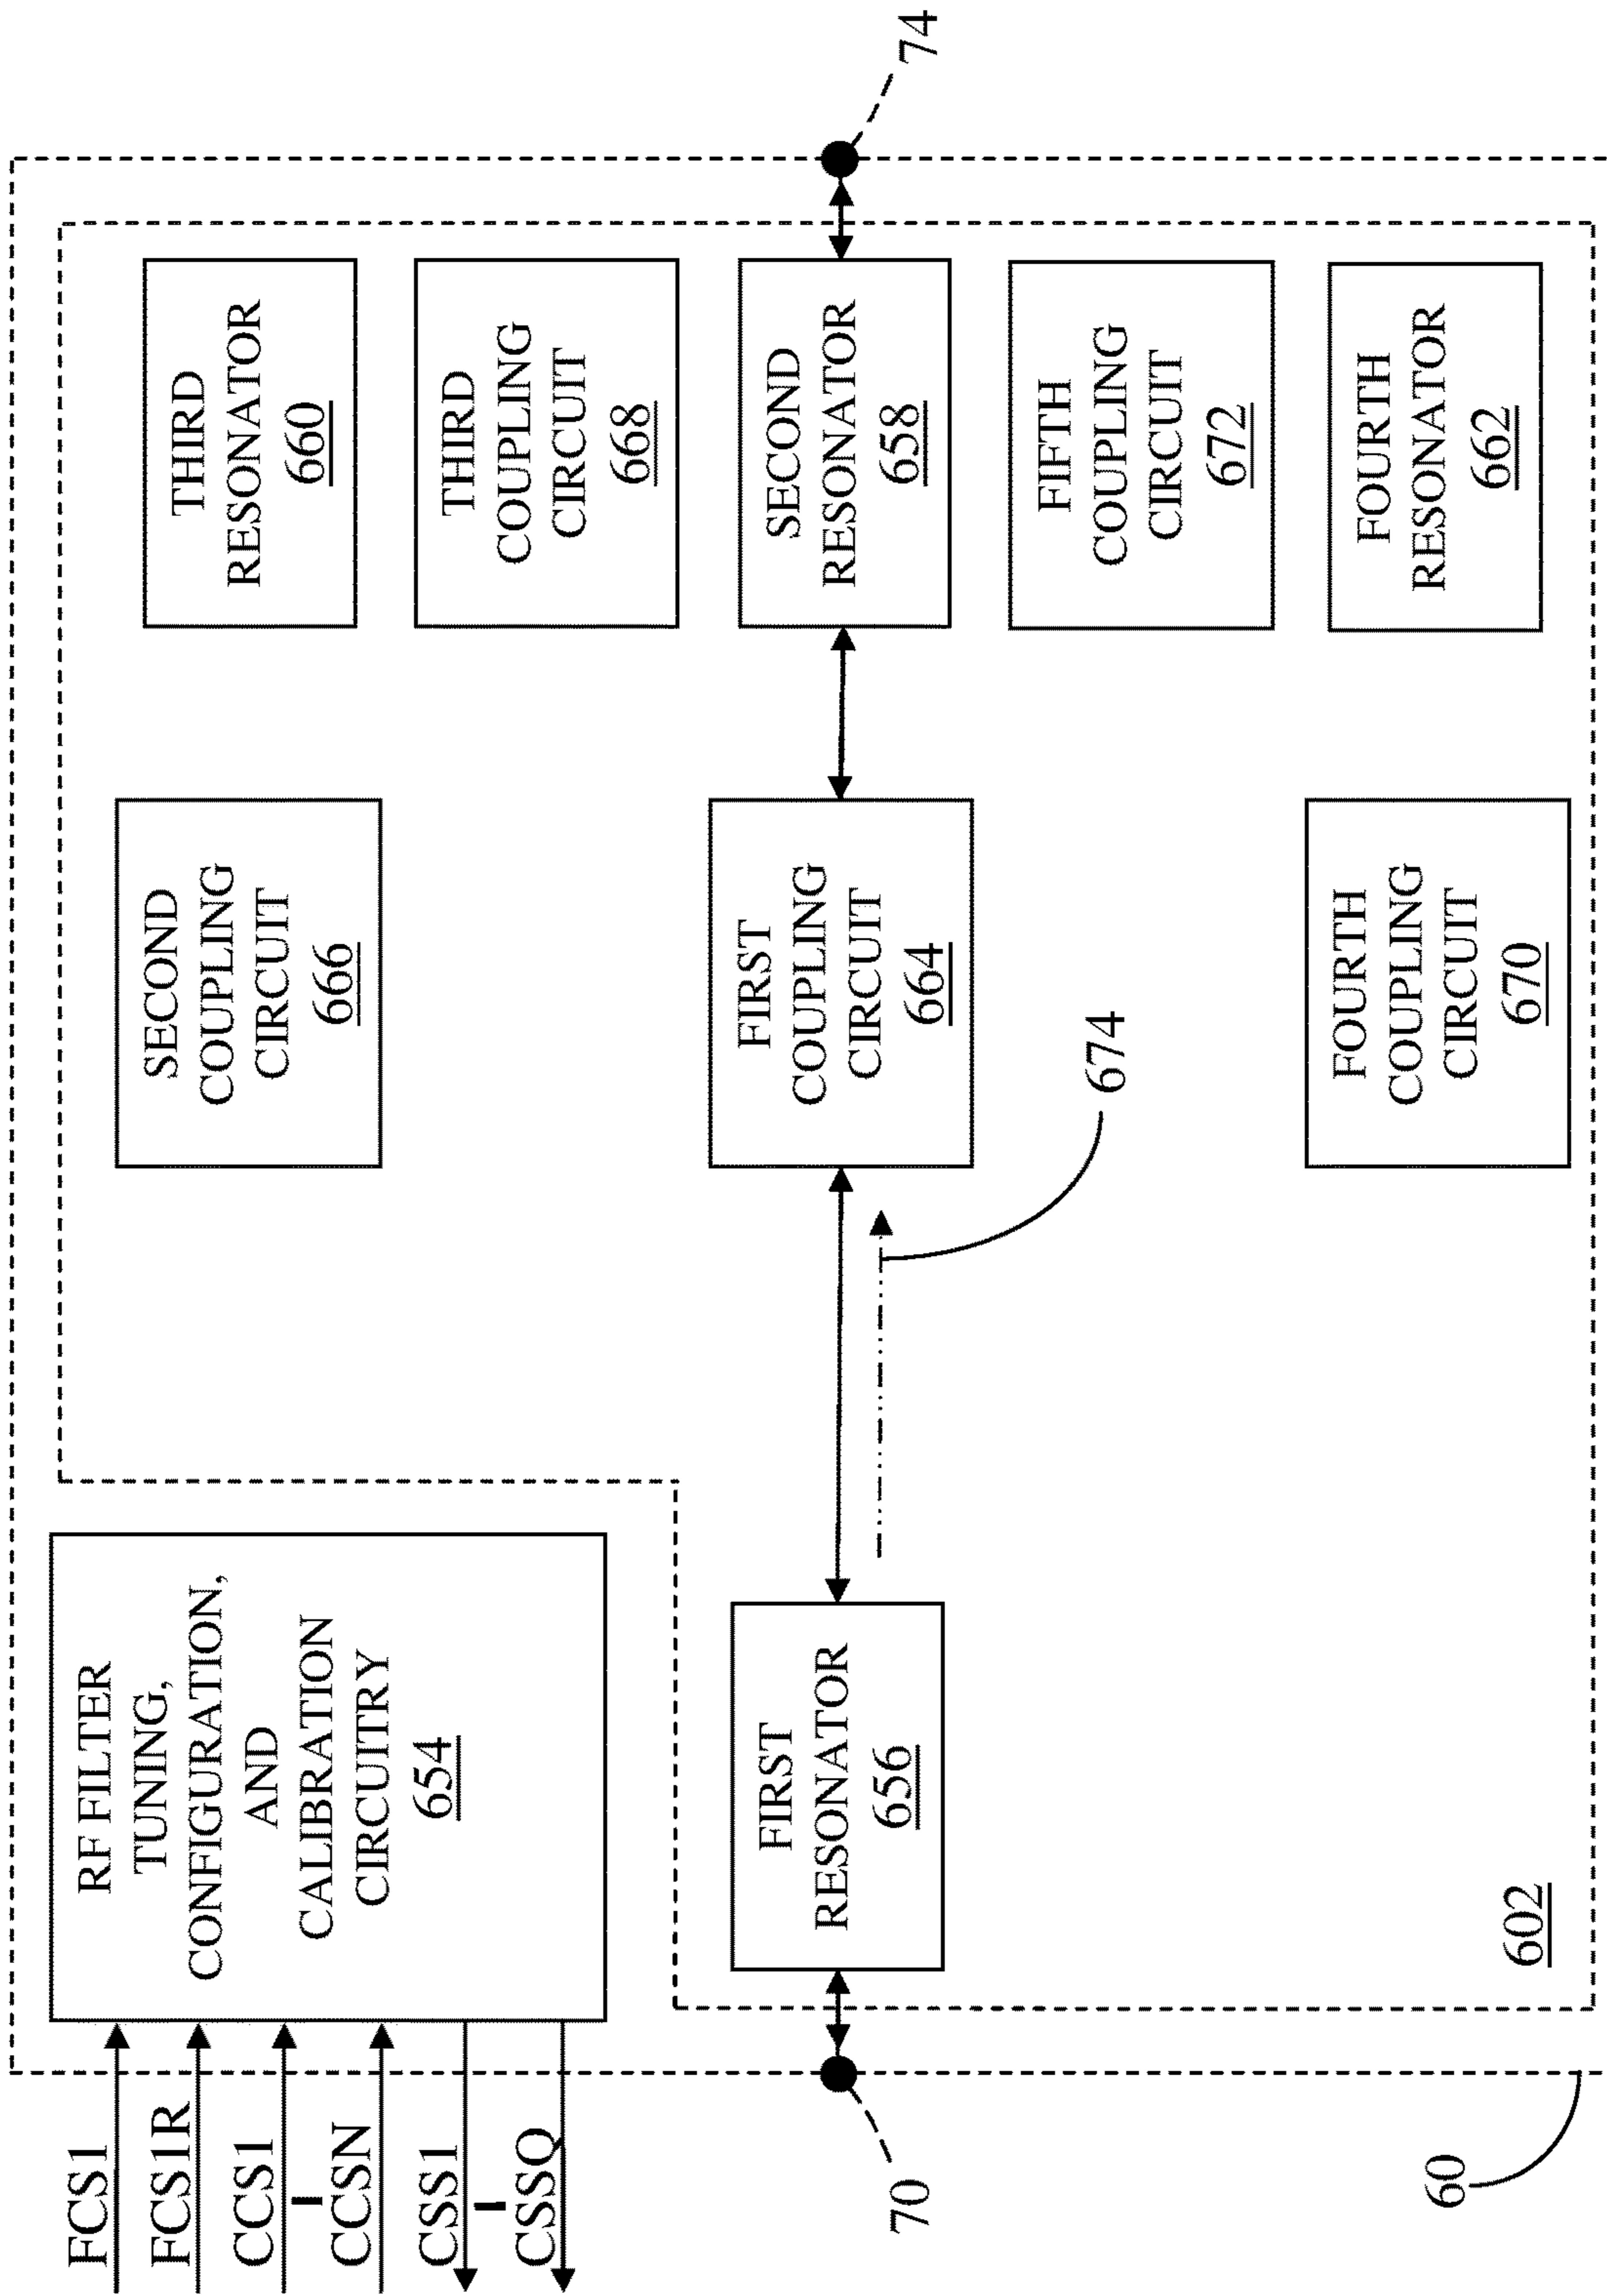 FCS1
FCS1R
CCS1
CCSN
CSS1
CSSQ
RF FILTER
TUNING,
CONFIGURATION,
AND
CALIBRATION
CIRCUITRY
654
SECOND
COUPLING
CIRCUIT
666
THIRD
RESONATOR
660
THIRD
COUPLING
CIRCUIT
668
70
FIRST
RESONATOR
656
674
FIRST
COUPLING
CIRCUIT
664
SECOND
RESONATOR
658
74
FIFTH
COUPLING
CIRCUIT
672
FOURTH
COUPLING
CIRCUIT
670
FOURTH
RESONATOR
662
602
60